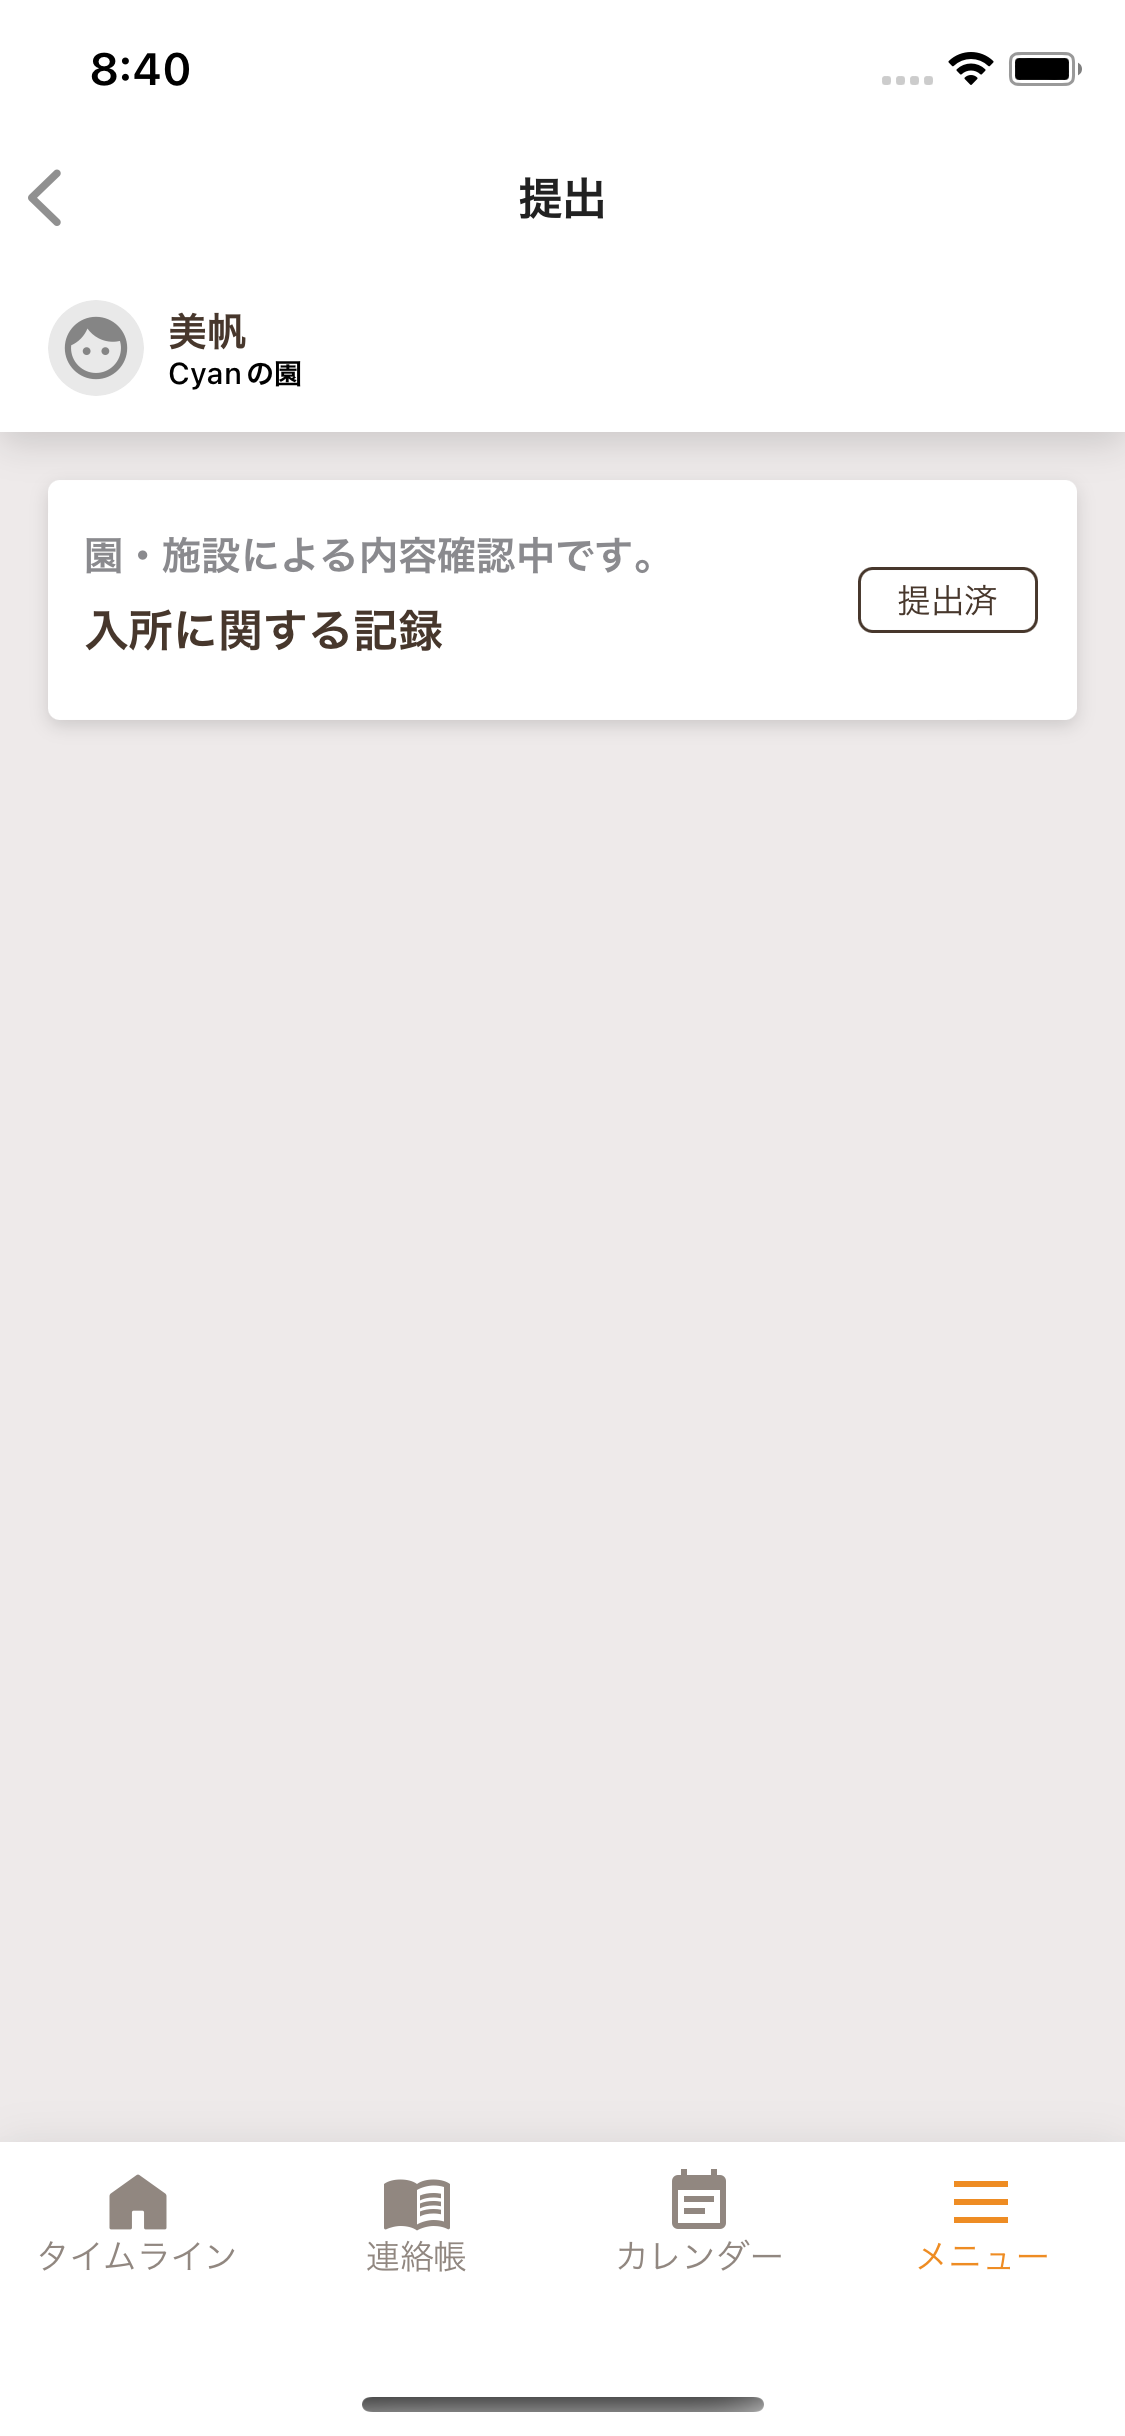 8:40
提出
美帆
Cyanの園
園・施設による内容確認中です。
入所に関する記録
提出済
タイムライン
連絡帳
カレンダー
メニュー